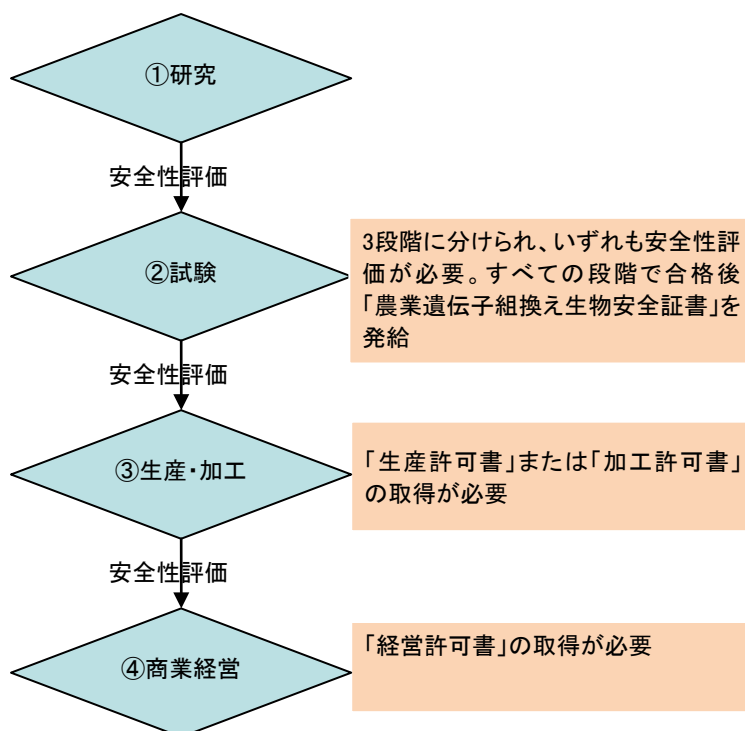 ①研究
安全性評価
②試験
3段階に分けられ、いずれも安全性評
価が必要。すべての段階で合格後
「農業遺伝子組換え生物安全証書」を
発給
安全性評価
③生産・加工
「生産許可書」または「加工許可書」
の取得が必要
安全性評価
④商業経営
「経営許可書」の取得が必要